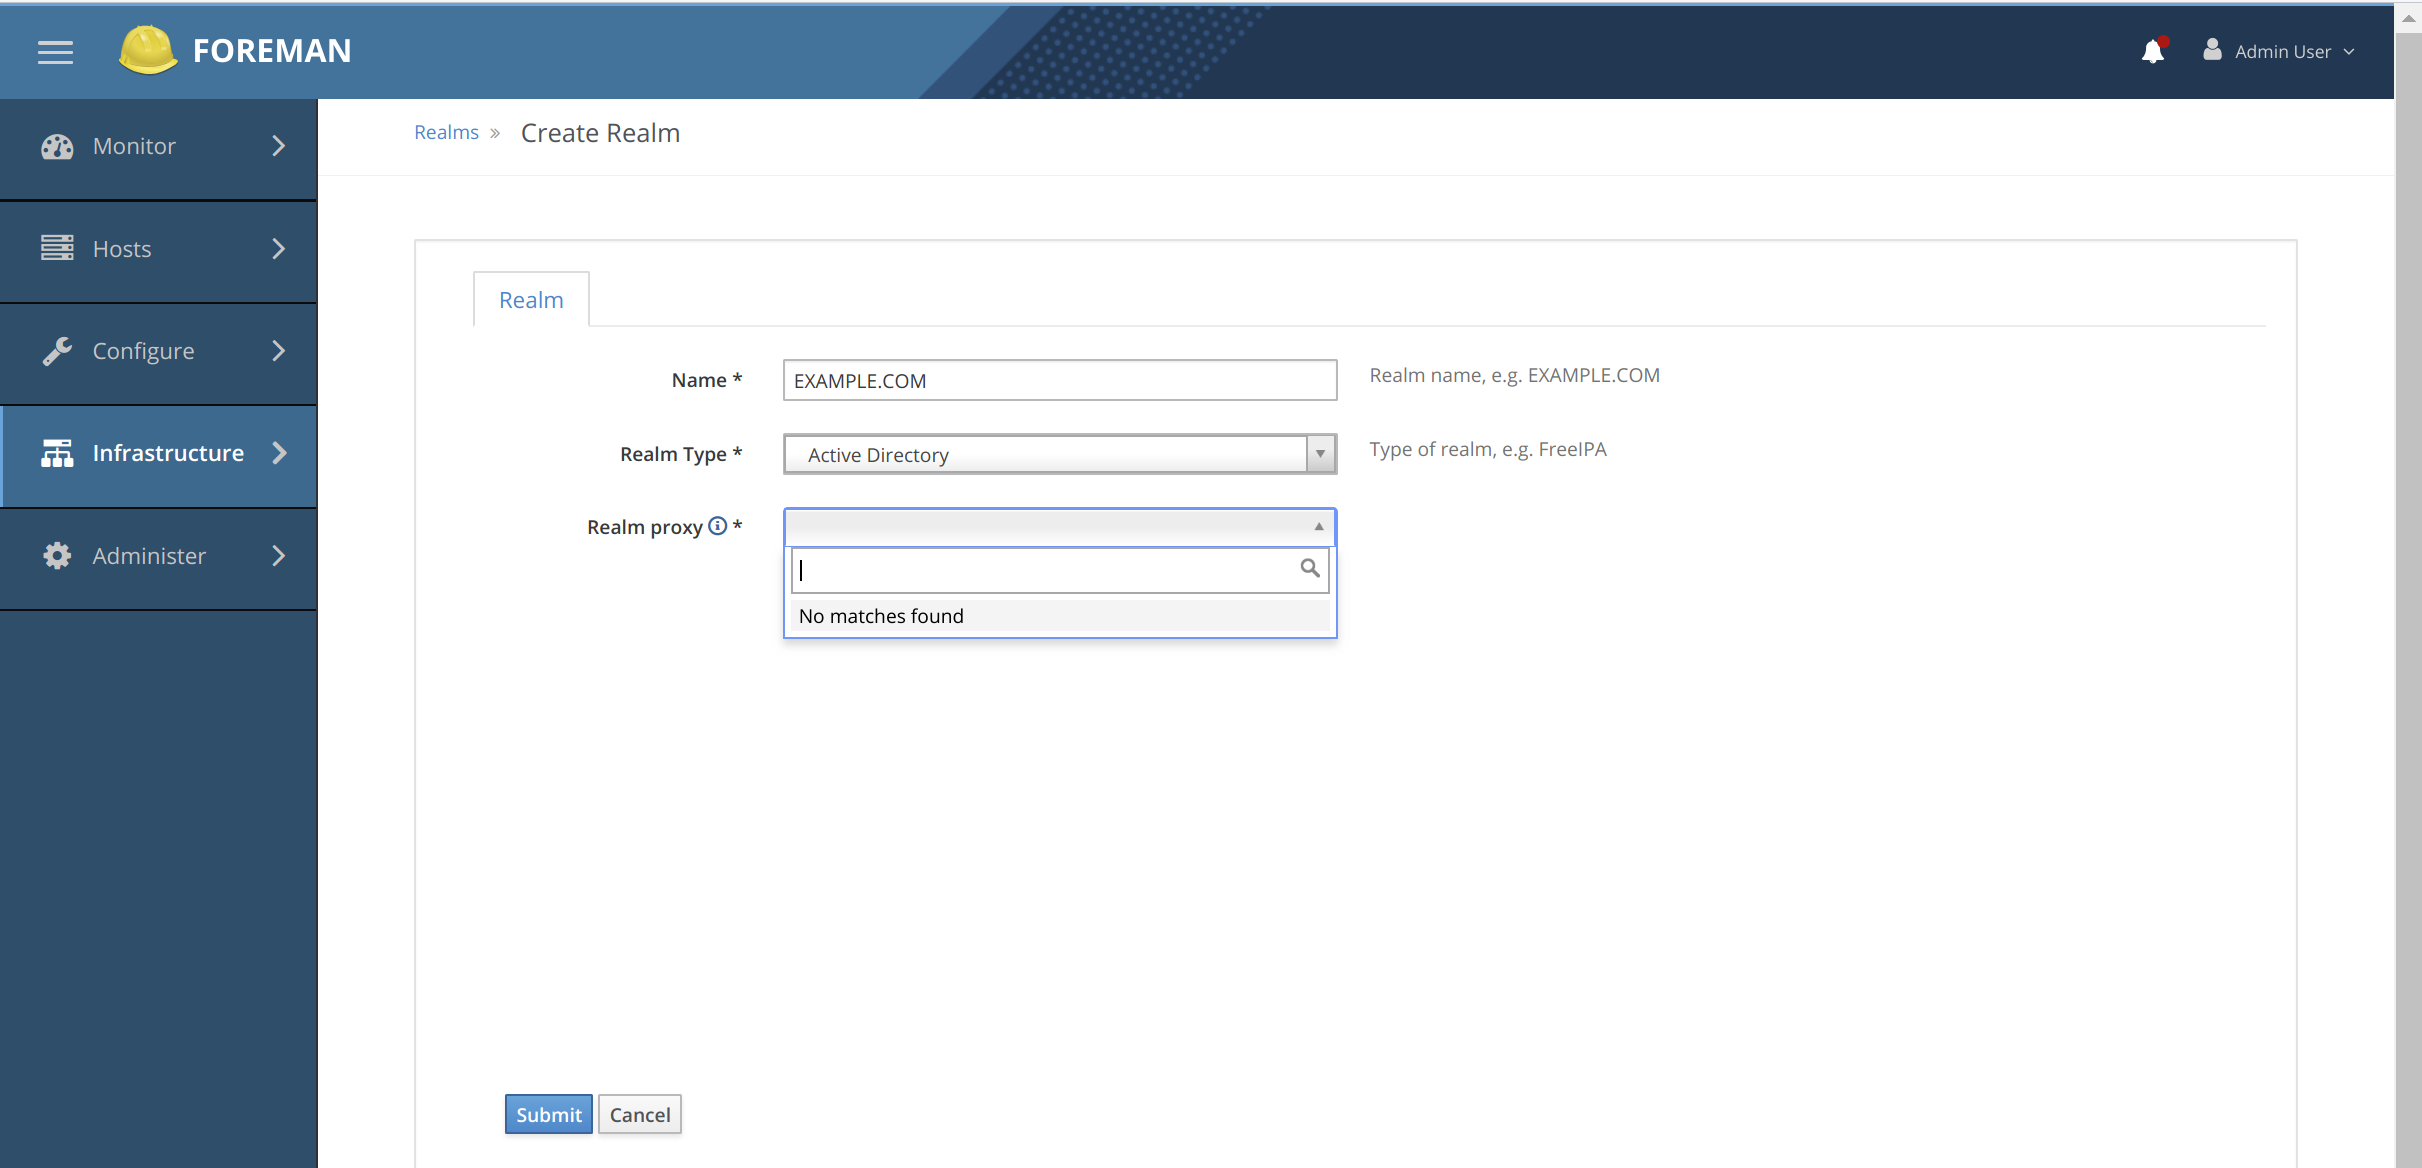 FOREMAN
Admin User
Monitor
Hosts
Configure
Infrastructure
Administer
Realms » Create Realm
Realm
Name * EXAMPLE.COM Realm name, e.g. EXAMPLE.COM
Realm Type * Active Directory Type of realm, e.g. FreeIPA
Realm proxy *
No matches found
Submit Cancel